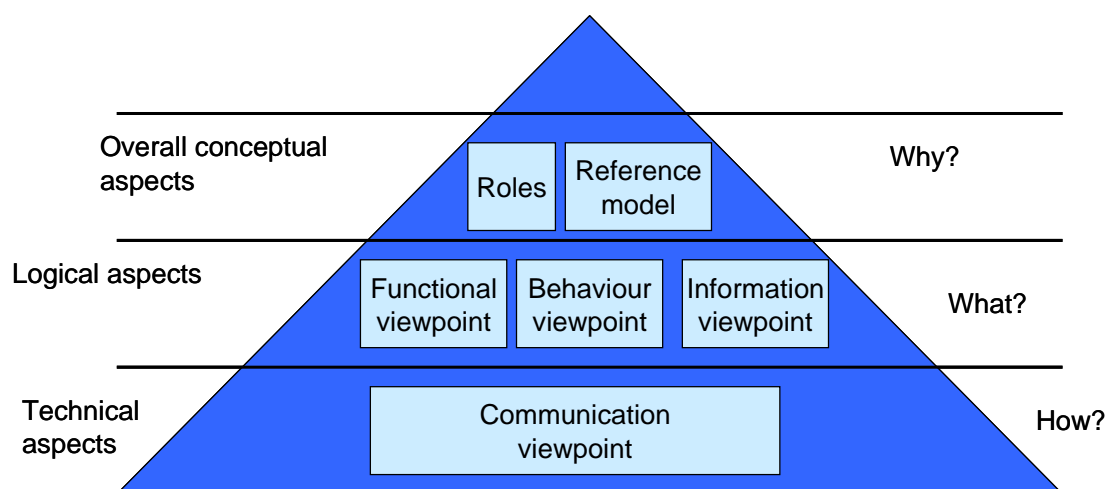 Overall conceptual
aspects
Roles
Reference
model
Why?
Logical aspects
Functional
viewpoint
Behaviour
viewpoint
Information
viewpoint
What?
Technical
aspects
Communication
viewpoint
How?